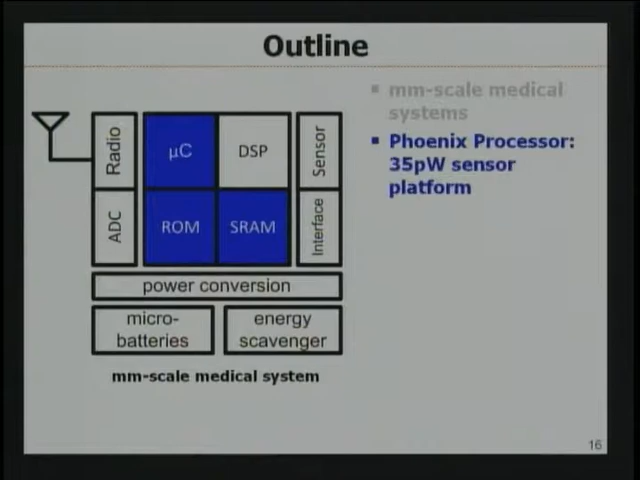 Outline
▪ mm-scale medical
systems
▪ Phoenix Processor:
35pW sensor
platform
Radio
µC
DSP
Sensor
ADC
ROM
SRAM
Interface
power conversion
micro-
batteries
energy
scavenger
mm-scale medical system
16